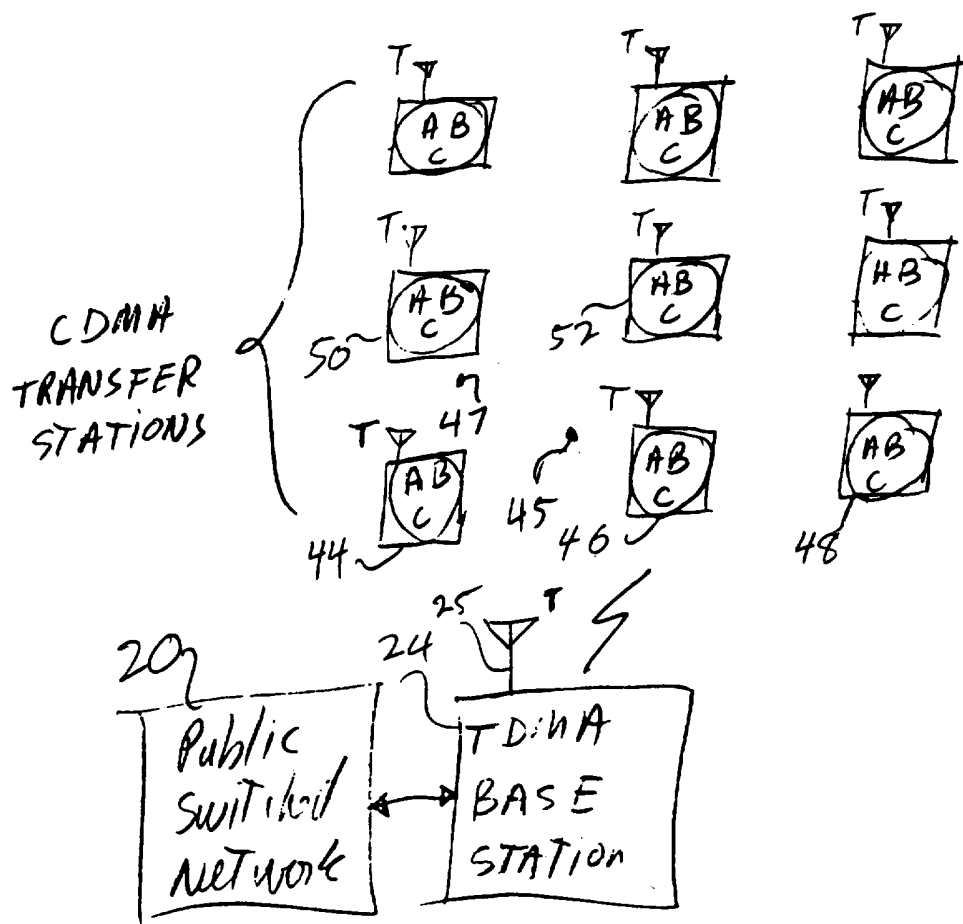 T T T
A B A B A B
C C C
T T T
A B A B A B
C C C
50 52
CDMA
TRANSFER
STATIONS
47
T T
A B A B A B
C C C
45
44 46 48
25 T
20 24
Public TDMA
Switched BASE
Network STATION